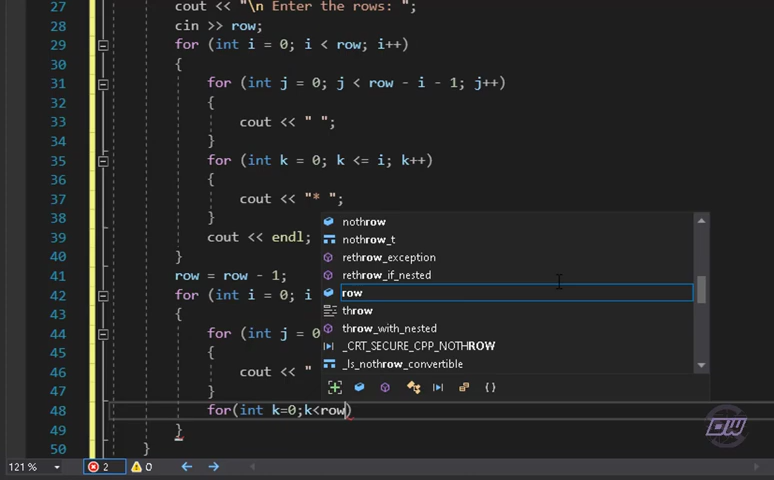 27 cout << "\n Enter the rows: ";
28 cin >> row;
29 for (int i = 0; i < row; i++)
30 {
31 for (int j = 0; j < row - i - 1; j++)
32 {
33 cout << " ";
34 }
35 for (int k = 0; k <= i; k++)
36 {
37 cout << "* ";
38 }
39 cout << endl;
40 }
41 row = row - 1;
42 for (int i = 0; i
43 {
44 for (int j = 0
45 {
46 cout << "
47 }
48 for(int k=0;k<row)
49 }
50 }
nothrow
nothrow_t
rethrow_exception
rethrow_if_nested
row
throw
throw_with_nested
_CRT_SECURE_CPP_NOTHROW
_Is_nothrow_convertible
DW
121 % 2 0